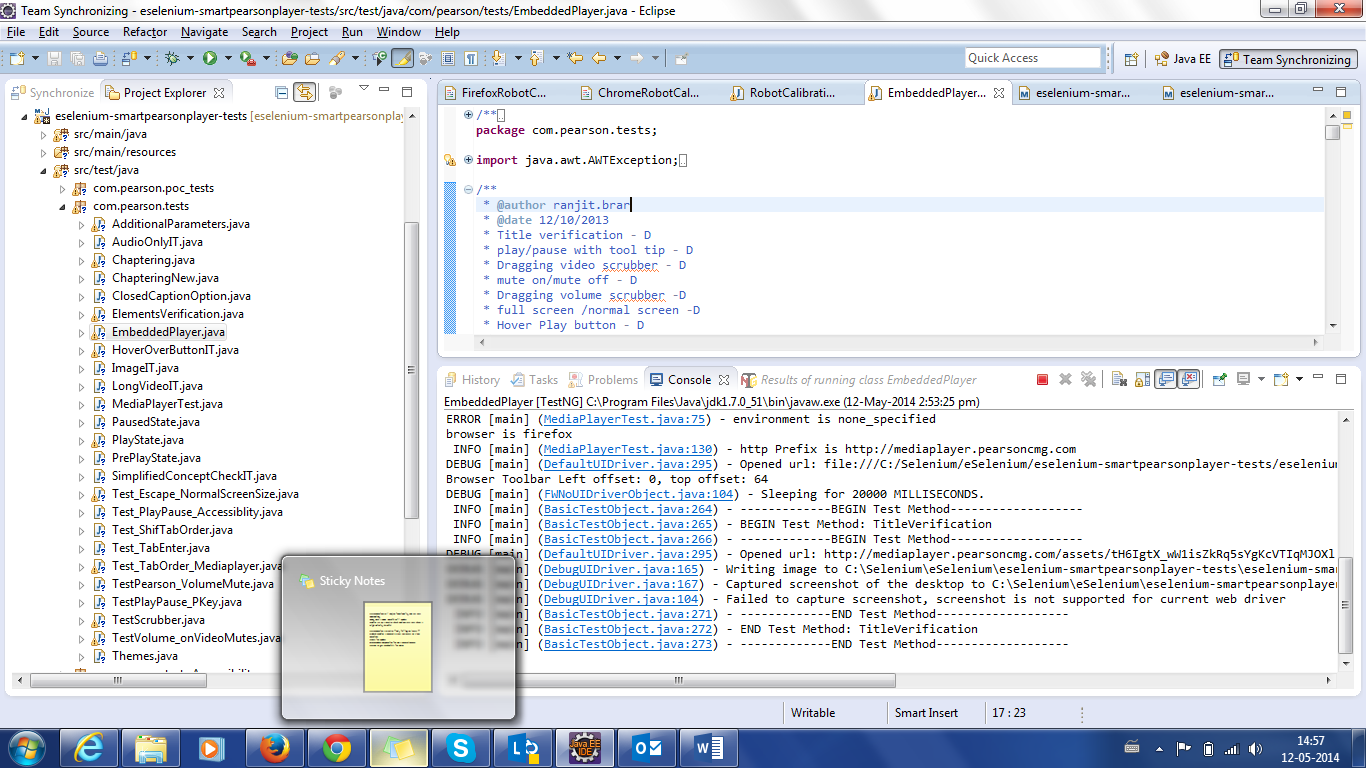 Team Synchronizing - eselenium-smartpearsonplayer-tests/src/test/java/com/pearson/tests/EmbeddedPlayer.java - Eclipse
File Edit Source Refactor Navigate Search Project Run Window Help
Quick Access
Java EE
Team Synchronizing
Synchronize
Project Explorer
eselenium-smartpearsonplayer-tests [eselenium-smartpearsonplay
src/main/java
src/main/resources
src/test/java
com.pearson.poc_tests
com.pearson.tests
AdditionalParameters.java
AudioOnlyIT.java
Chaptering.java
ChapteringNew.java
ClosedCaptionOption.java
ElementsVerification.java
EmbeddedPlayer.java
HoverOverButtonIT.java
ImageIT.java
LongVideoIT.java
MediaPlayerTest.java
PausedState.java
PlayState.java
PrePlayState.java
SimplifiedConceptCheckIT.java
Test_Escape_NormalScreenSize.java
Test_PlayPause_Accessiblity.java
Test_ShifTabOrder.java
Test_TabEnter.java
Test_TabOrder_Mediaplayer.java
TestPearson_VolumeMute.java
TestPlayPause_PKey.java
TestScrubber.java
TestVolume_onVideoMutes.java
Themes.java
FirefoxRobotC...
ChromeRobotCal...
RobotCalibrati...
EmbeddedPlayer...
eselenium-smar...
eselenium-smar...
/**
package com.pearson.tests;
import java.awt.AWTException;
/**
* @author ranjit.brar
* @date 12/10/2013
* Title verification - D
* play/pause with tool tip - D
* Dragging video scrubber - D
* mute on/mute off - D
* Dragging volume scrubber -D
* full screen /normal screen -D
* Hover Play button - D
History
Tasks
Problems
Console
Results of running class EmbeddedPlayer
EmbeddedPlayer [TestNG] C:\Program Files\Java\jdk1.7.0_51\bin\javaw.exe (12-May-2014 2:53:25 pm)
ERROR [main] (MediaPlayerTest.java:75) - environment is none_specified
browser is firefox
INFO [main] (MediaPlayerTest.java:130) - http Prefix is http://mediaplayer.pearsoncmg.com
DEBUG [main] (DefaultUIDriver.java:295) - Opened url: file:///C:/Selenium/eSelenium/eselenium-smartpearsonplayer-tests/eseleniu
Browser Toolbar Left offset: 0, top offset: 64
DEBUG [main] (FWNoUIDriverObject.java:104) - Sleeping for 20000 MILLISECONDS.
INFO [main] (BasicTestObject.java:264) - -------------BEGIN Test Method-------------------
INFO [main] (BasicTestObject.java:265) - BEGIN Test Method: TitleVerification
INFO [main] (BasicTestObject.java:266) - -------------BEGIN Test Method-------------------
DEBUG [main] (DefaultUIDriver.java:295) - Opened url: http://mediaplayer.pearsoncmg.com/assets/tH6IgtX_wW1isZkRq5sYgKcVTIqMJOXl
(DebugUIDriver.java:165) - Writing image to C:\Selenium\eSelenium\eselenium-smartpearsonplayer-tests\eselenium-sma
(DebugUIDriver.java:167) - Captured screenshot of the desktop to C:\Selenium\eSelenium\eselenium-smartpearsonplayer
(DebugUIDriver.java:104) - Failed to capture screenshot, screenshot is not supported for current web driver
(BasicTestObject.java:271) - -------------END Test Method-------------------
(BasicTestObject.java:272) - END Test Method: TitleVerification
(BasicTestObject.java:273) - -------------END Test Method-------------------
Sticky Notes
Writable
Smart Insert
17 : 23
14:57
12-05-2014